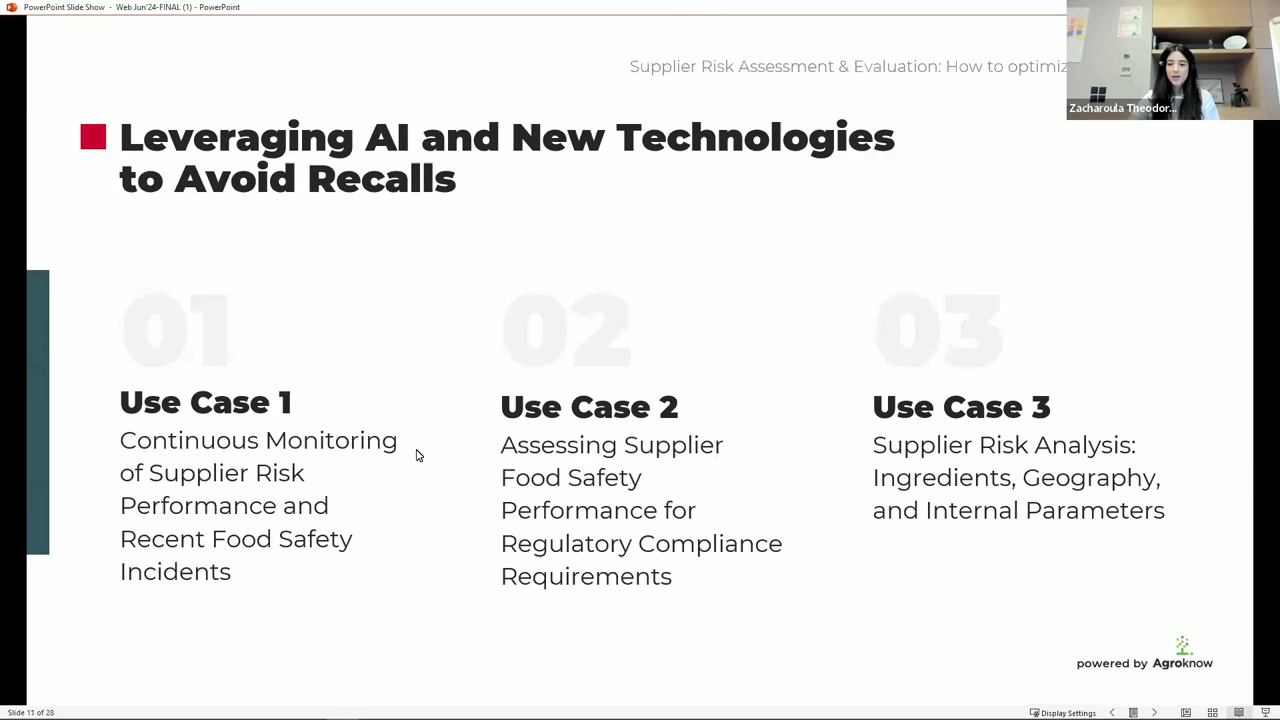 PowerPoint Slide Show - Web Jun'24-FINAL (1) - PowerPoint
Supplier Risk Assessment & Evaluation: How to optimiz
Zacharoula Theodor...
Leveraging AI and New Technologies
to Avoid Recalls
01
Use Case 1
Continuous Monitoring
of Supplier Risk
Performance and
Recent Food Safety
Incidents
02
Use Case 2
Assessing Supplier
Food Safety
Performance for
Regulatory Compliance
Requirements
03
Use Case 3
Supplier Risk Analysis:
Ingredients, Geography,
and Internal Parameters
powered by Agroknow
Slide 11 of 28
Display Settings